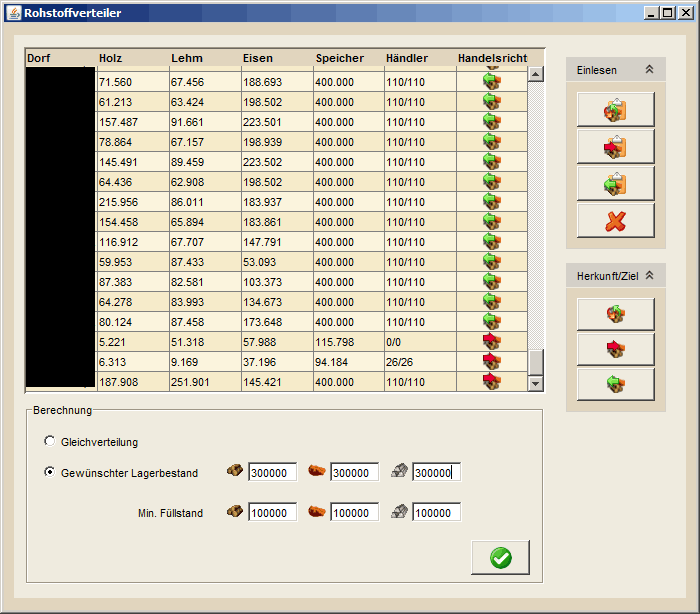 Rohstoffverteiler
Dorf Holz Lehm Eisen Speicher Händler Handelsricht
71.560 67.456 188.693 400.000 110/110
61.213 63.424 198.502 400.000 110/110
157.487 91.661 223.501 400.000 110/110
78.864 67.157 198.939 400.000 110/110
145.491 89.459 223.502 400.000 110/110
64.436 62.908 198.502 400.000 110/110
215.956 86.011 183.937 400.000 110/110
154.458 65.894 183.861 400.000 110/110
116.912 67.707 147.791 400.000 110/110
59.953 87.433 53.093 400.000 110/110
87.383 82.581 103.373 400.000 110/110
64.278 83.993 134.673 400.000 110/110
80.124 87.458 173.648 400.000 110/110
5.221 51.318 57.988 115.798 0/0
6.313 9.169 37.196 94.184 26/26
187.908 251.901 145.421 400.000 110/110
Einlesen
Herkunft/Ziel
Berechnung
Gleichverteilung
Gewünschter Lagerbestand 300000 300000 300000
Min. Füllstand 100000 100000 100000